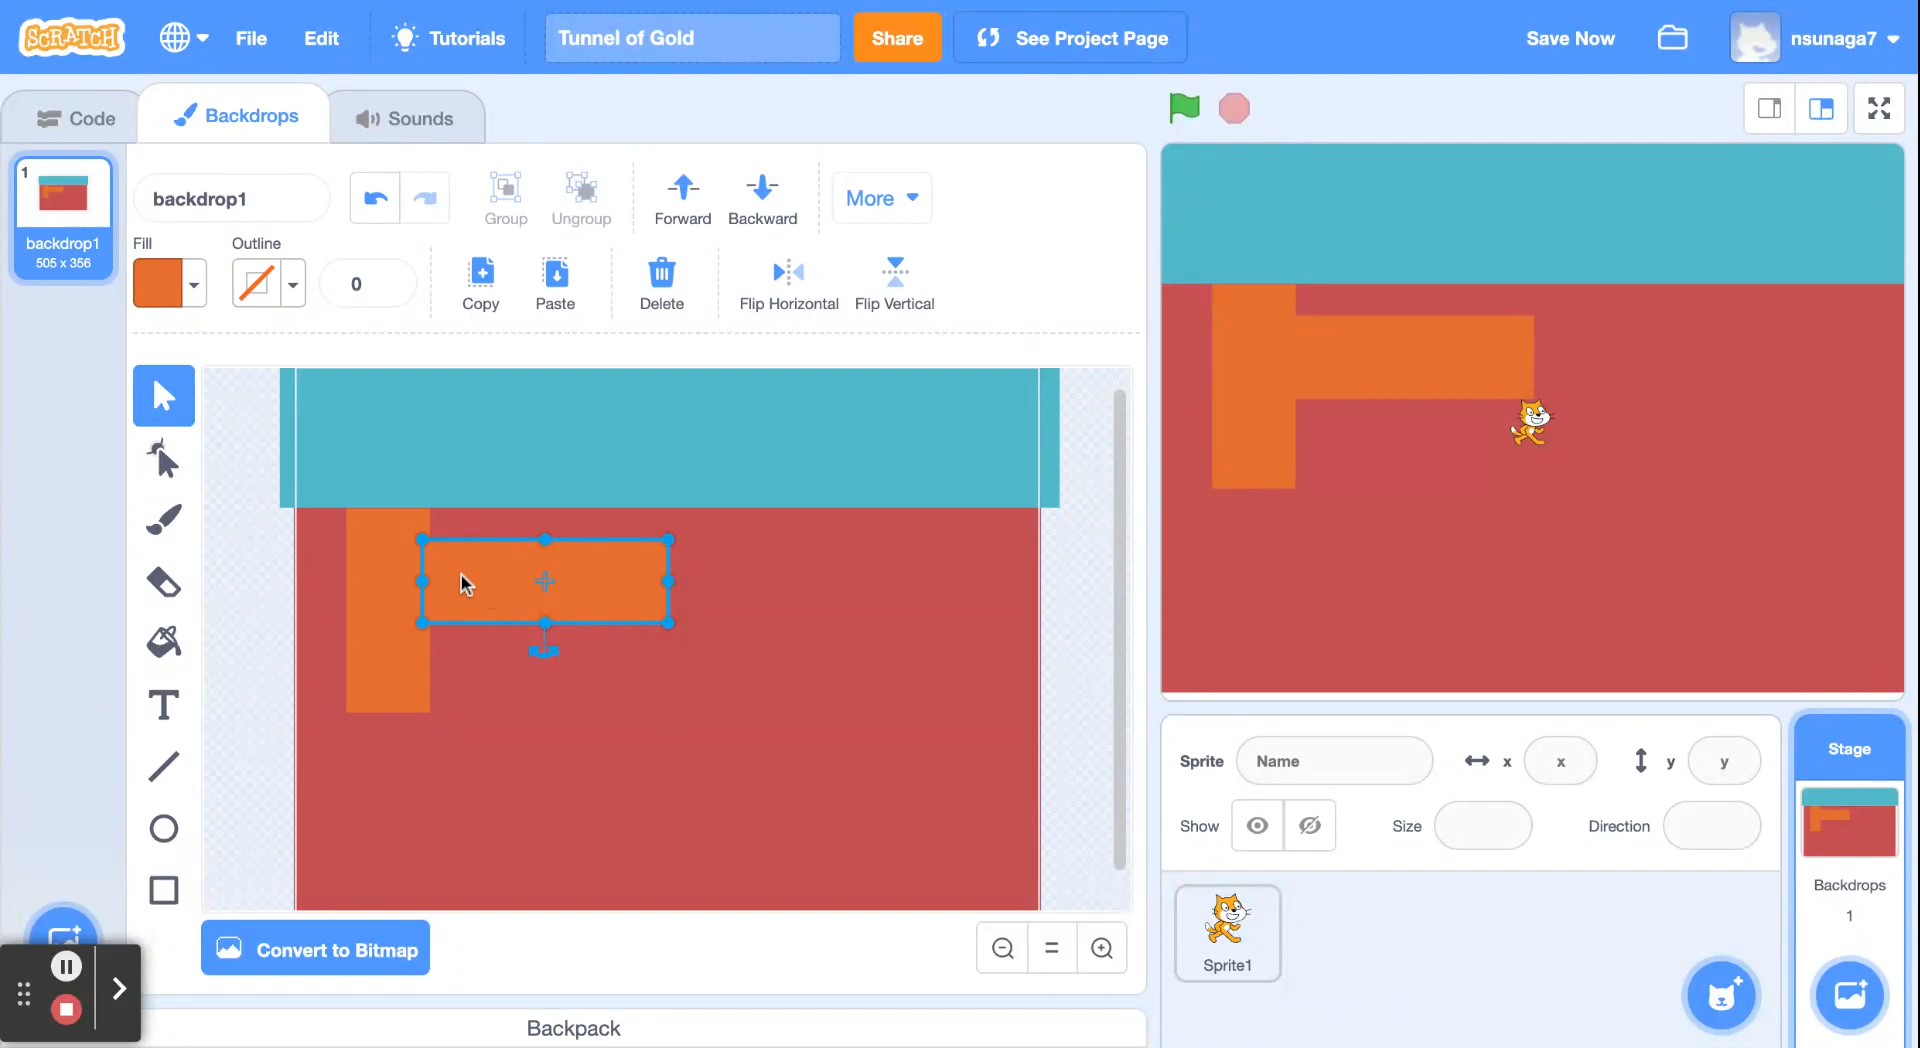 SCRATCH File Edit Tutorials Tunnel of Gold Share See Project Page Save Now nsunaga7
Code Backdrops Sounds
1
backdrop1
505 x 356
backdrop1
Group Ungroup Forward Backward More
Fill Outline
0
Copy Paste Delete Flip Horizontal Flip Vertical
T
Convert to Bitmap
=
Backpack
Sprite Name x x y y
Show Size Direction
Sprite1
Stage
Backdrops
1